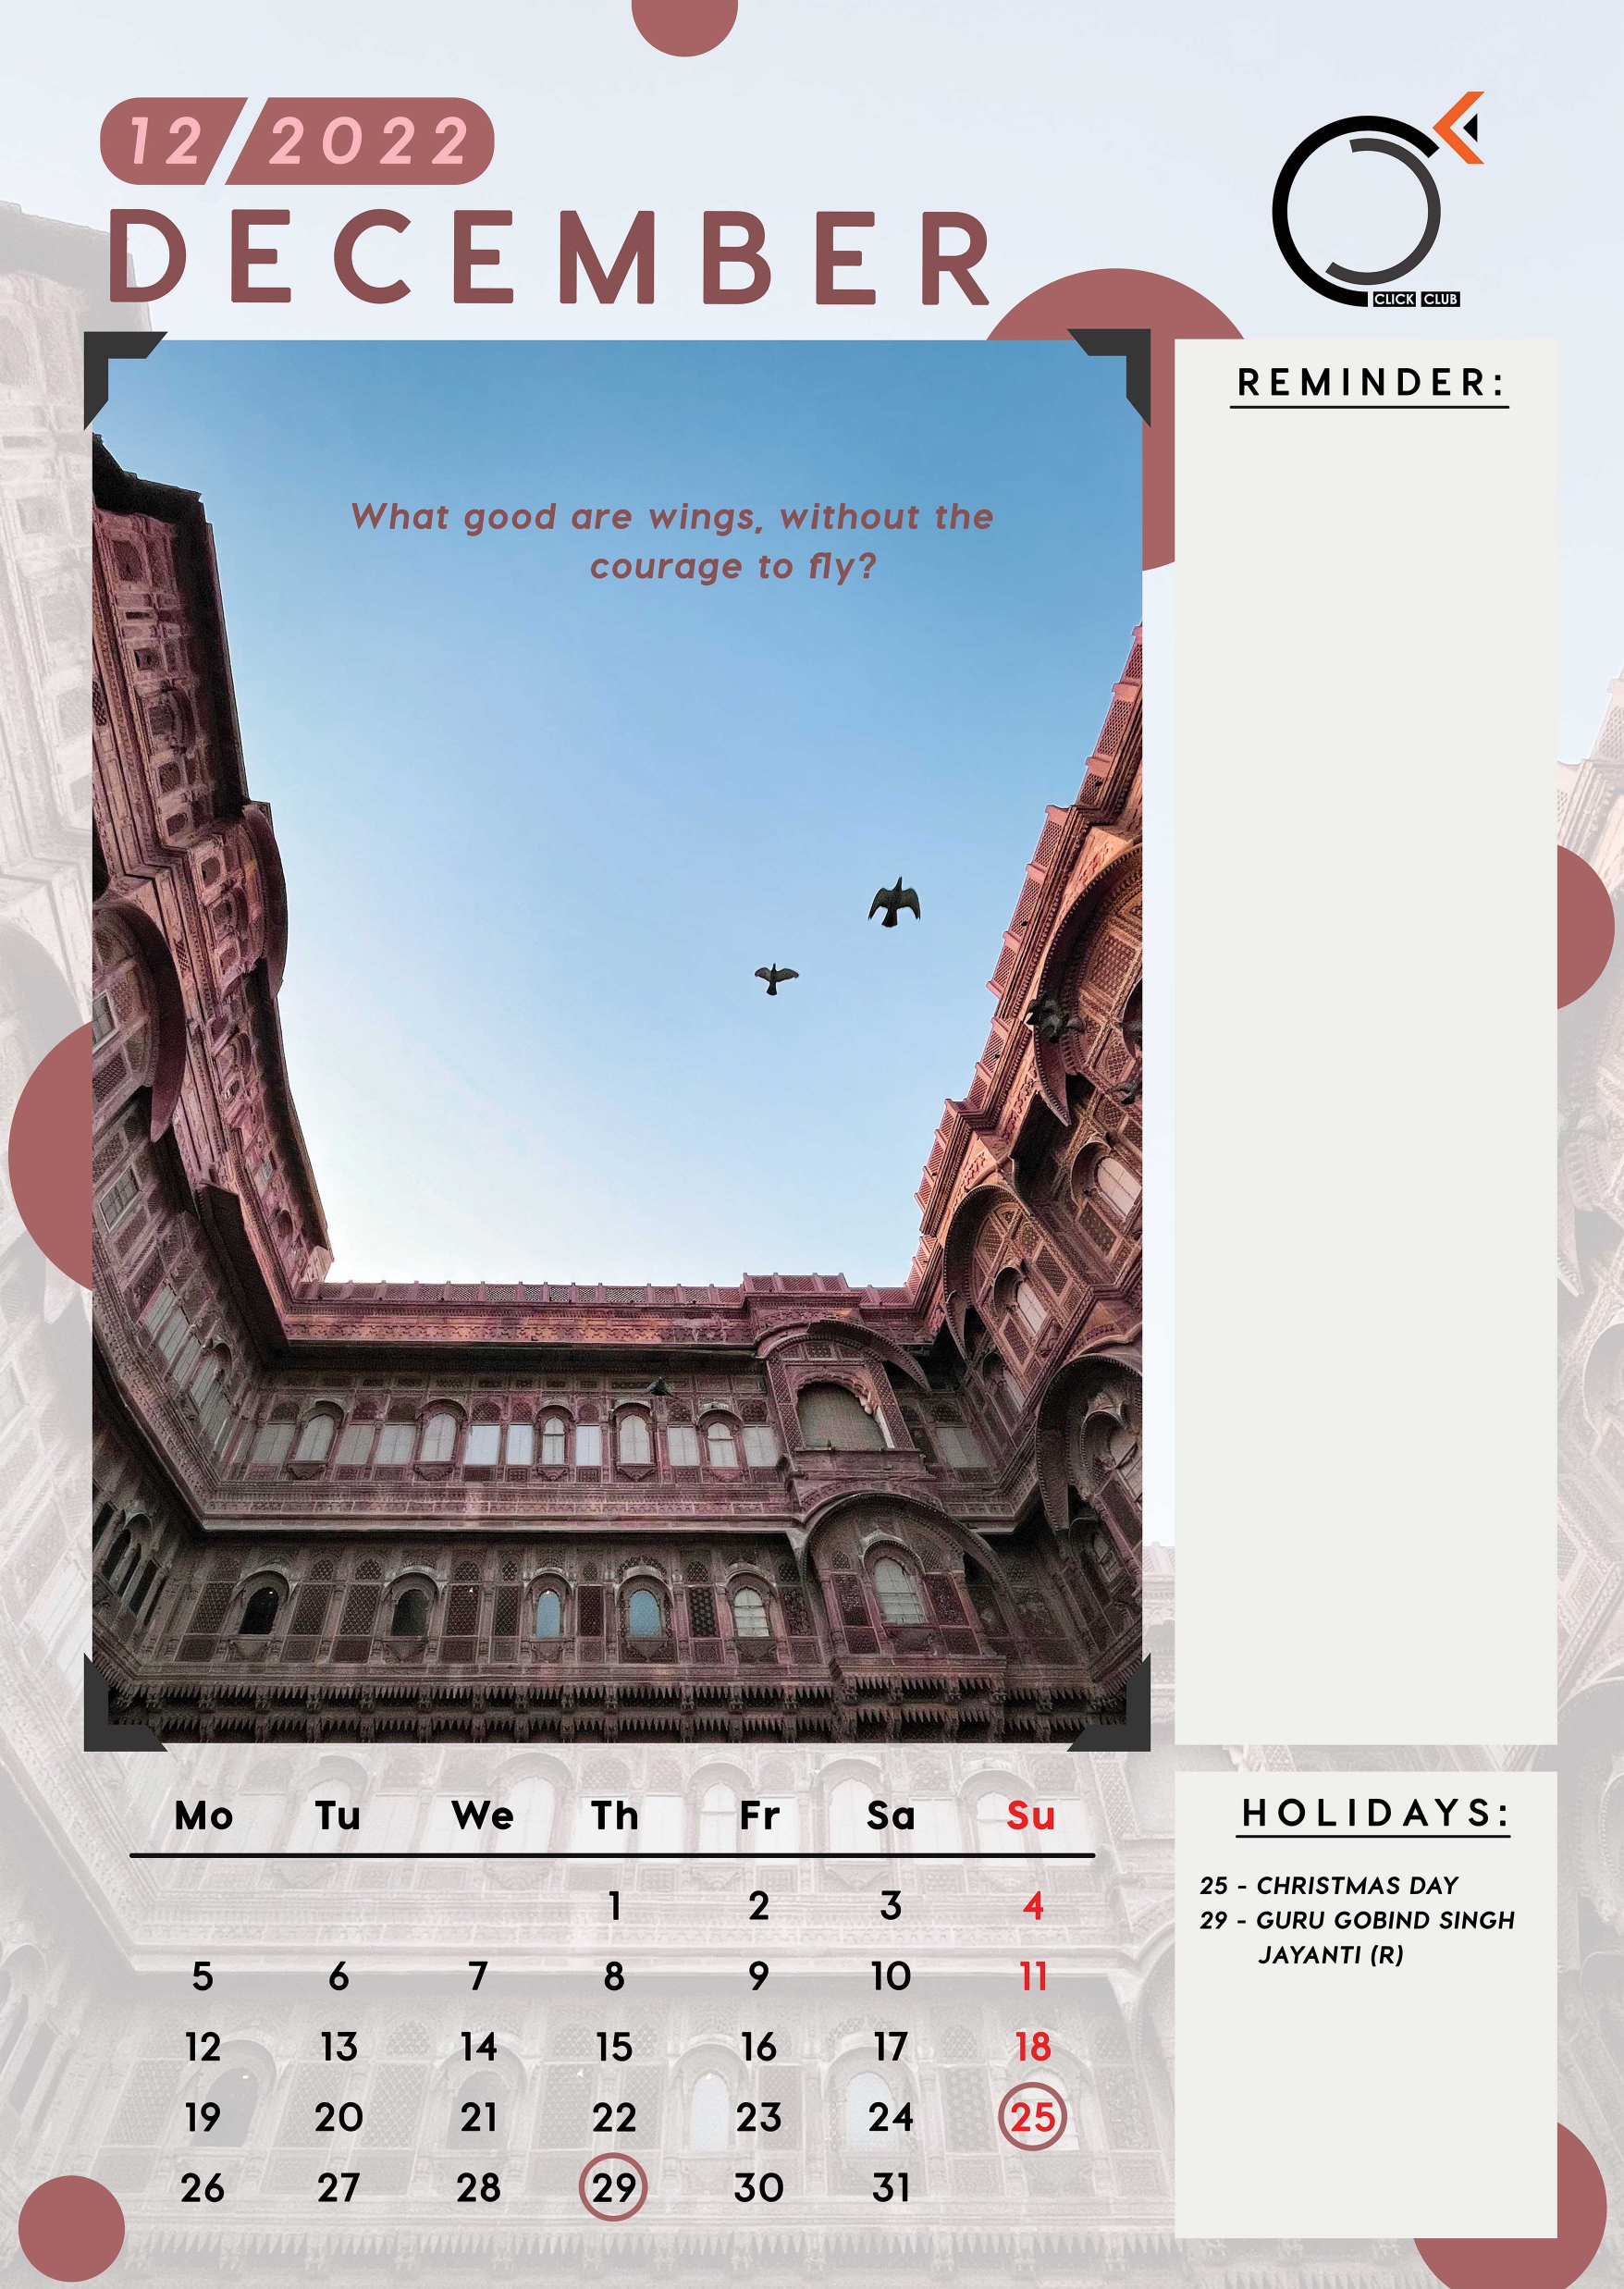 12/2022
DECEMBER
CLICK CLUB
What good are wings, without the
courage to fly?
REMINDER:
Mo Tu We Th Fr Sa Su
1 2 3 4
5 6 7 8 9 10 11
12 13 14 15 16 17 18
19 20 21 22 23 24 25
26 27 28 29 30 31
HOLIDAYS:
25 - CHRISTMAS DAY
29 - GURU GOBIND SINGH
JAYANTI (R)